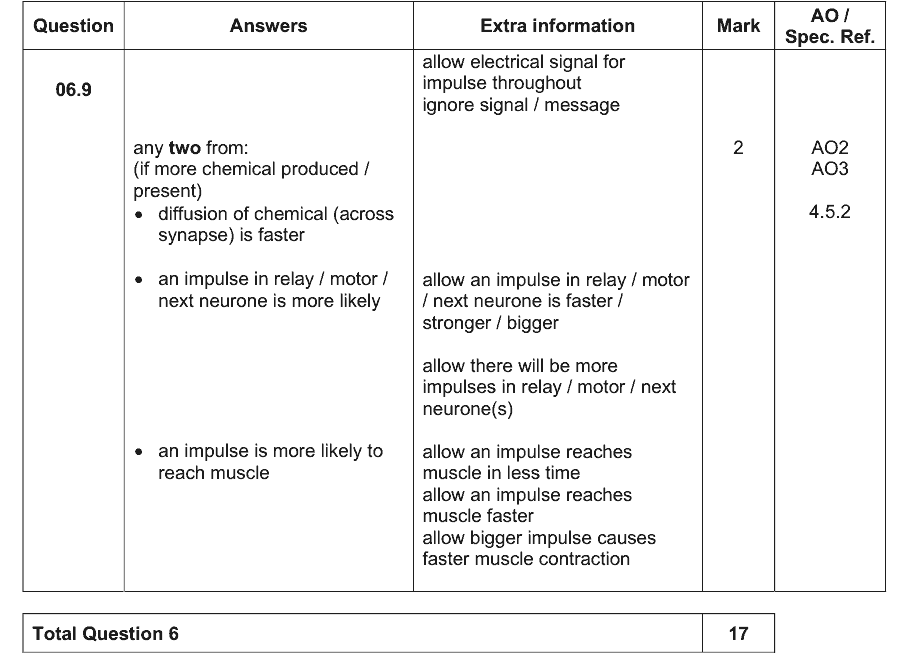 Question Answers Extra information Mark AO /
Spec. Ref.
06.9
allow electrical signal for
impulse throughout
ignore signal / message
any two from:
(if more chemical produced /
present)
• diffusion of chemical (across
synapse) is faster
2
AO2
AO3
4.5.2
• an impulse in relay / motor /
next neurone is more likely
allow an impulse in relay / motor
/ next neurone is faster /
stronger / bigger
allow there will be more
impulses in relay / motor / next
neurone(s)
• an impulse is more likely to
reach muscle
allow an impulse reaches
muscle in less time
allow an impulse reaches
muscle faster
allow bigger impulse causes
faster muscle contraction
Total Question 6 17